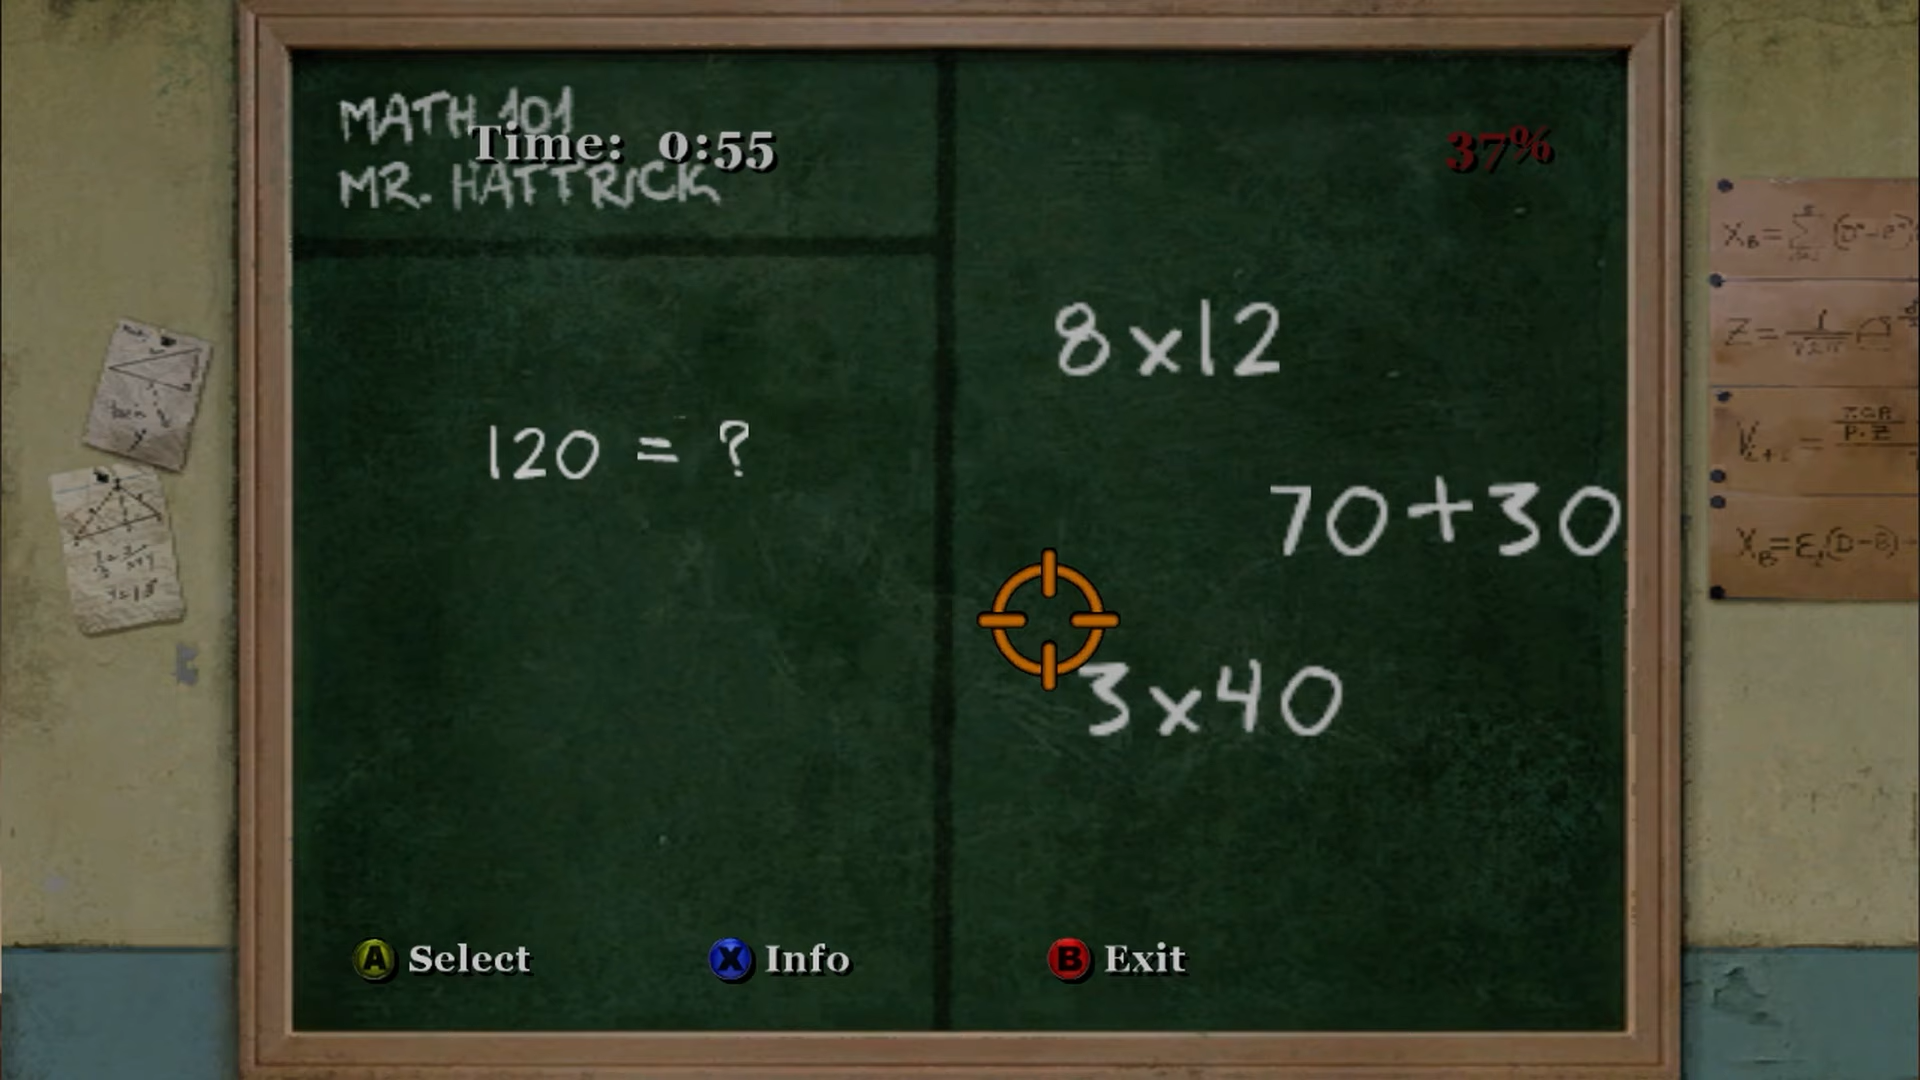 MATH 101
Time: 0:55
37%
MR. HATTRICK
8x12
120 = ?
70+30
3x40
A Select
X Info
B Exit